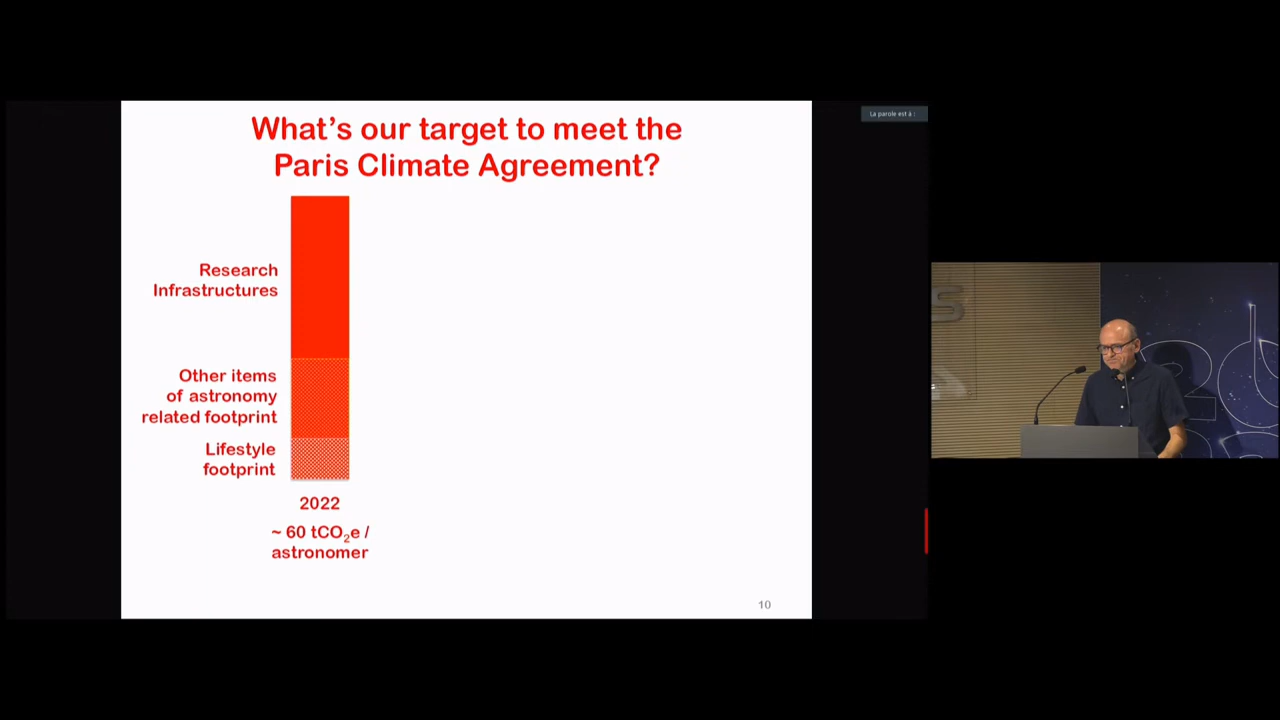 What's our target to meet the
Paris Climate Agreement?
La parole est à :
Research
Infrastructures
Other items
of astronomy
related footprint
Lifestyle
footprint
2022
~ 60 tCO₂e /
astronomer
10